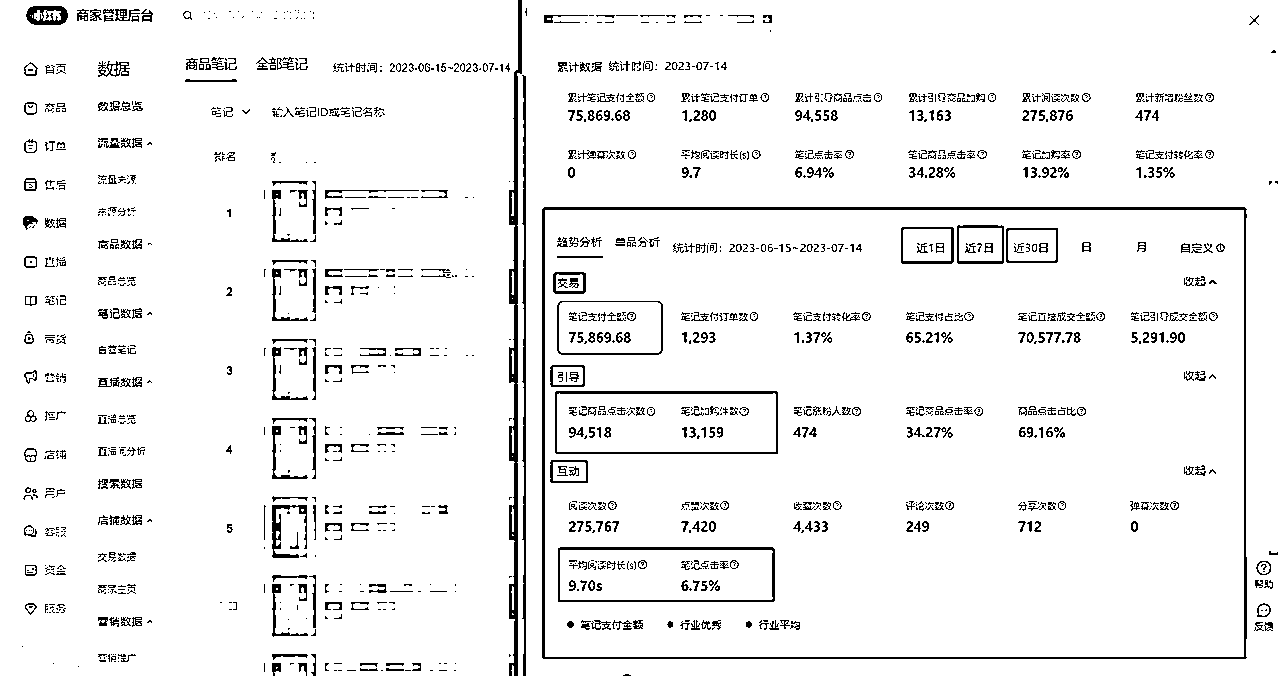 小红书 商家管理后台
首页
商品
订单
售后
数据
直播
笔记
带货
营销
推广
店铺
用户
客服
资金
服务
数据
数据总览
流量数据
流量来源
来源分析
商品数据
商品总览
笔记数据
自营笔记
直播数据
直播总览
直播间分析
搜索数据
店铺数据
交易数据
商家主页
营销数据
营销推广
商品笔记 全部笔记 统计时间：2023-06-15~2023-07-14
笔记 输入笔记ID或笔记名称
排名
1
2
3
4
5
累计数据 统计时间：2023-07-14
累计笔记支付金额 累计笔记支付订单 累计引导商品点击 累计引导商品加购 累计阅读次数 累计新增粉丝数
75,869.68 1,280 94,558 13,163 275,876 474
累计弹幕次数 平均阅读时长(s) 笔记点击率 笔记商品点击率 笔记加购率 笔记支付转化率
0 9.7 6.94% 34.28% 13.92% 1.35%
趋势分析 单品分析 统计时间：2023-06-15~2023-07-14 近1日 近7日 近30日 日 月 自定义
交易 收起
笔记支付金额 笔记支付订单数 笔记支付转化率 笔记支付占比 笔记直接成交金额 笔记引导成交金额
75,869.68 1,293 1.37% 65.21% 70,577.78 5,291.90
引导 收起
笔记商品点击次数 笔记加购件数 笔记涨粉人数 笔记商品点击率 商品点击占比
94,518 13,159 474 34.27% 69.16%
互动 收起
阅读次数 点赞次数 收藏次数 评论次数 分享次数 弹幕次数
275,767 7,420 4,433 249 712 0
平均阅读时长(s) 笔记点击率
9.70s 6.75%
笔记支付金额 行业优秀 行业平均
帮助
反馈